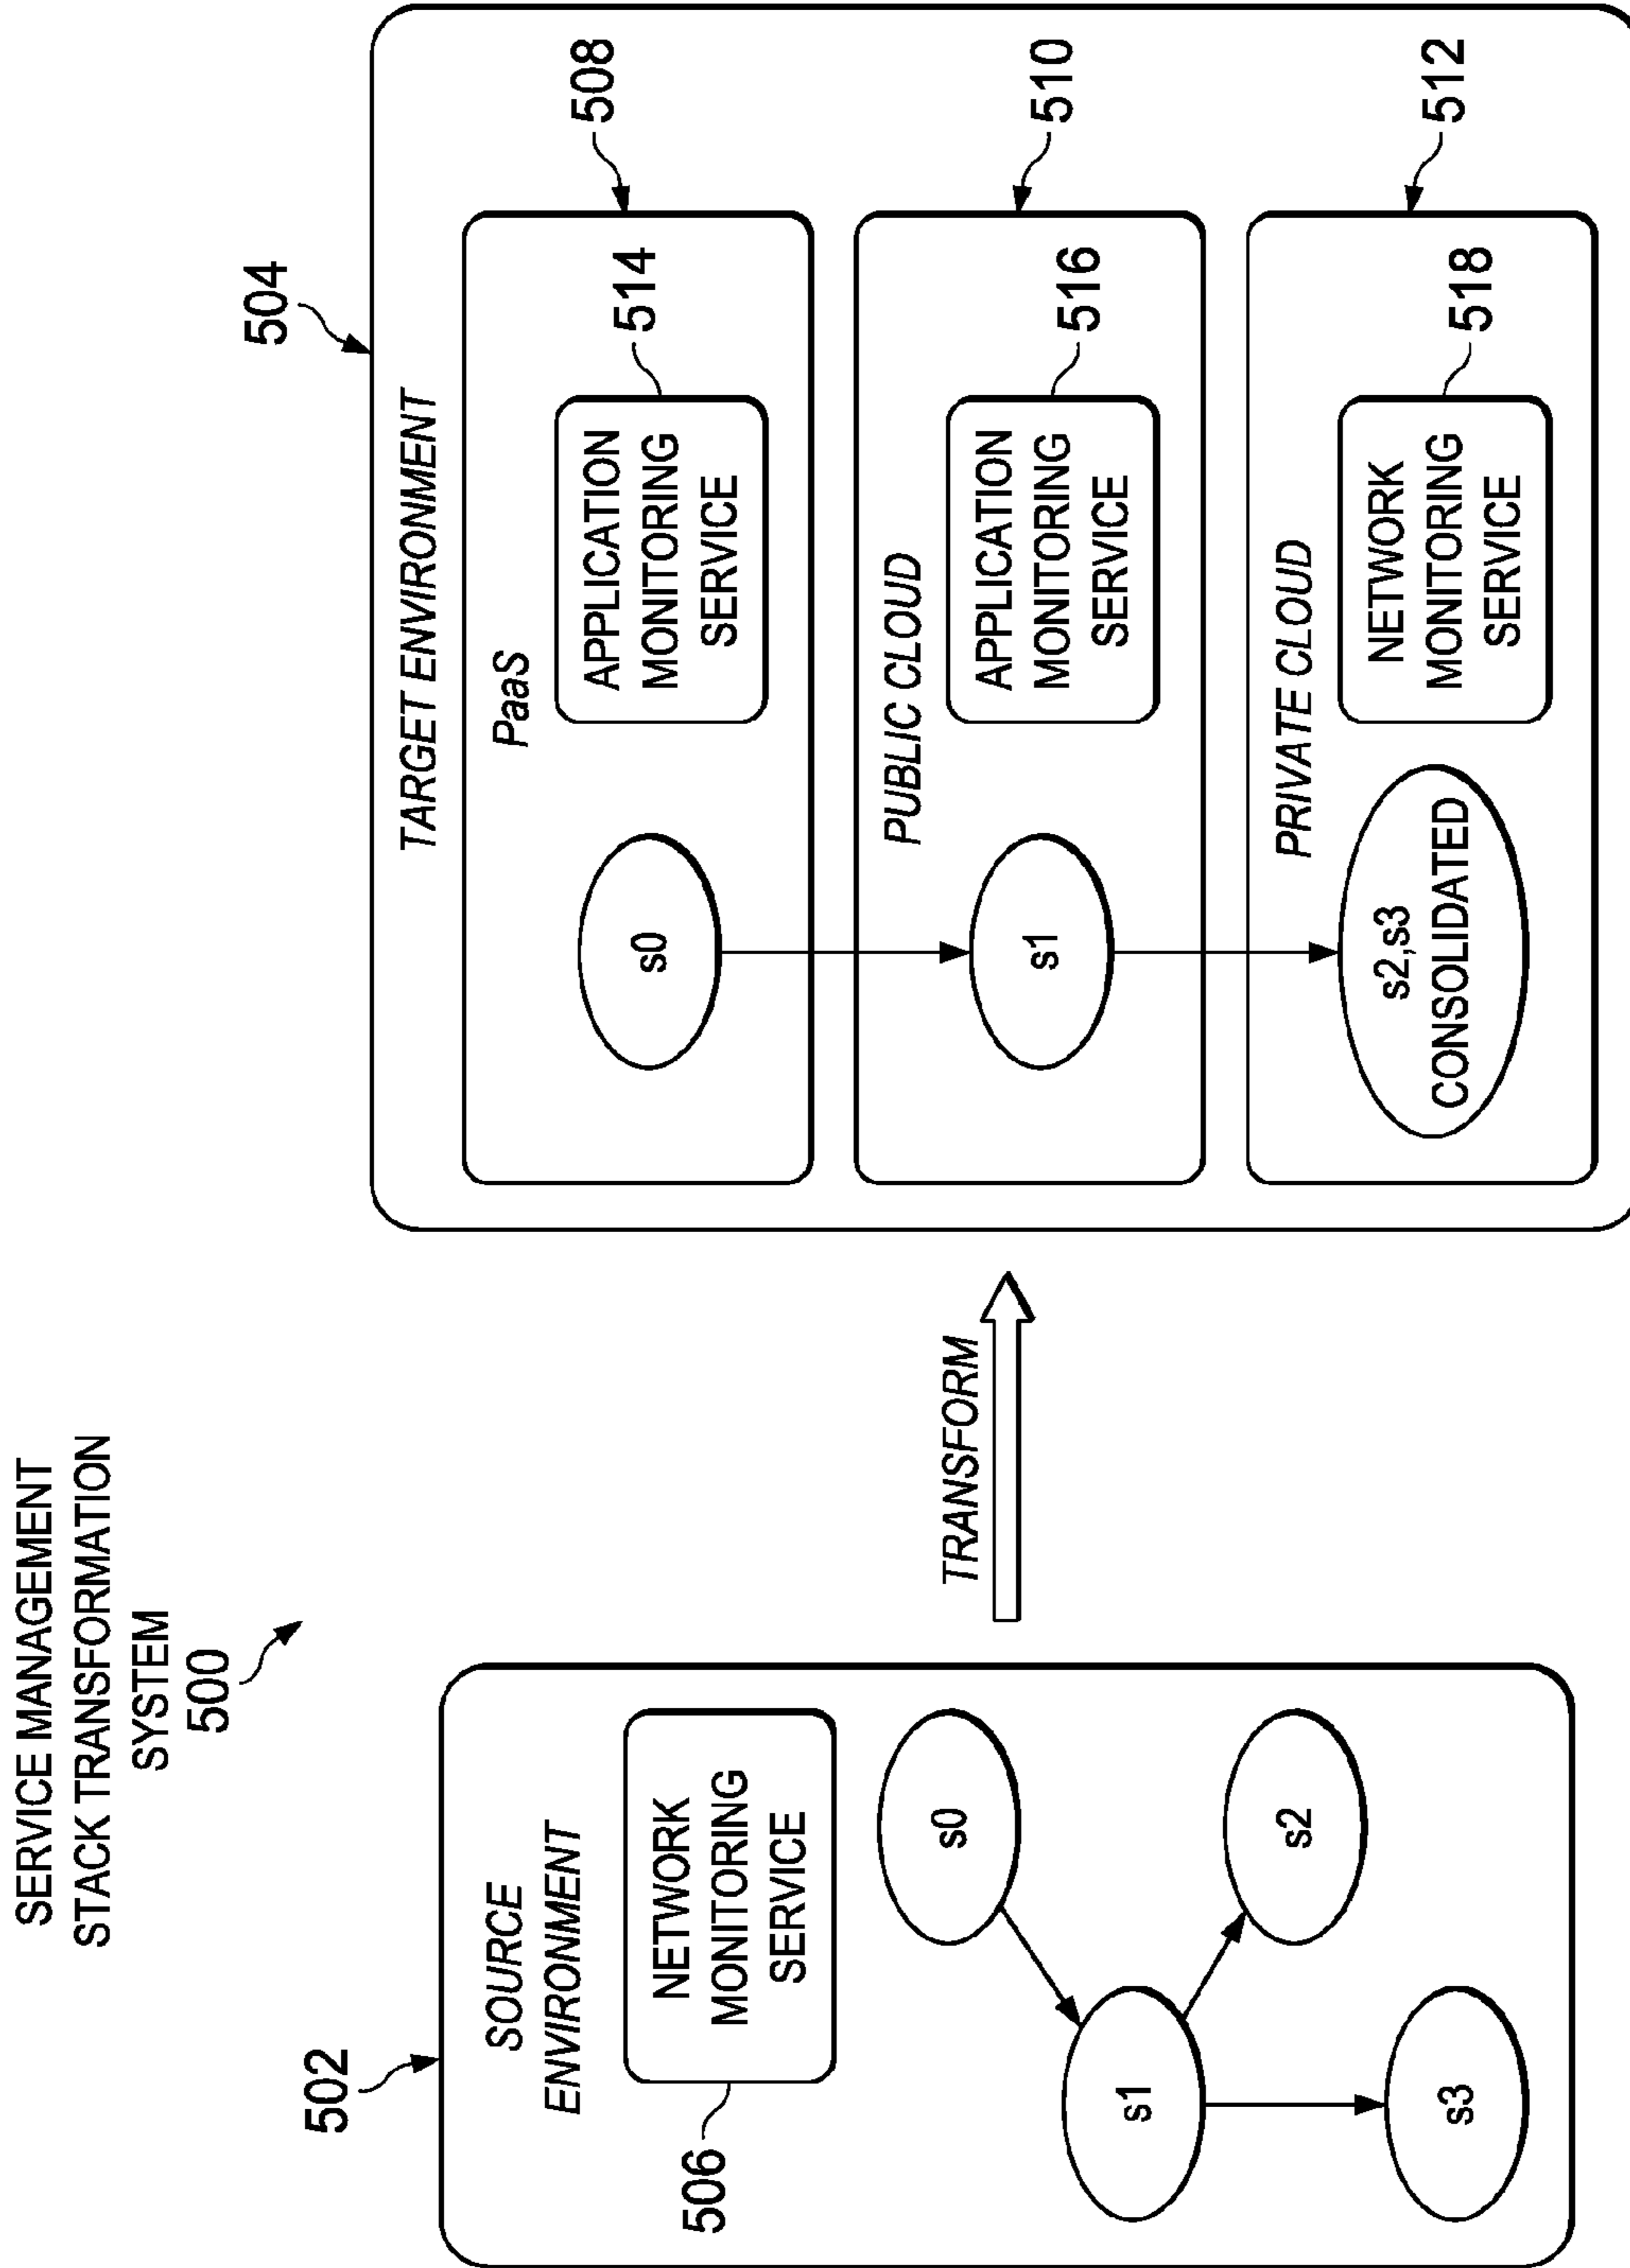 SERVICE MANAGEMENT
STACK TRANSFORMATION
SYSTEM
500
502
SOURCE
ENVIRONMENT
506
NETWORK
MONITORING
SERVICE
s0
s1
s2
s3
TRANSFORM
504
TARGET ENVIRONMENT
PaaS
508
s0
APPLICATION
MONITORING
SERVICE
514
PUBLIC CLOUD
510
s1
APPLICATION
MONITORING
SERVICE
516
PRIVATE CLOUD
512
s2,s3
CONSOLIDATED
NETWORK
MONITORING
SERVICE
518